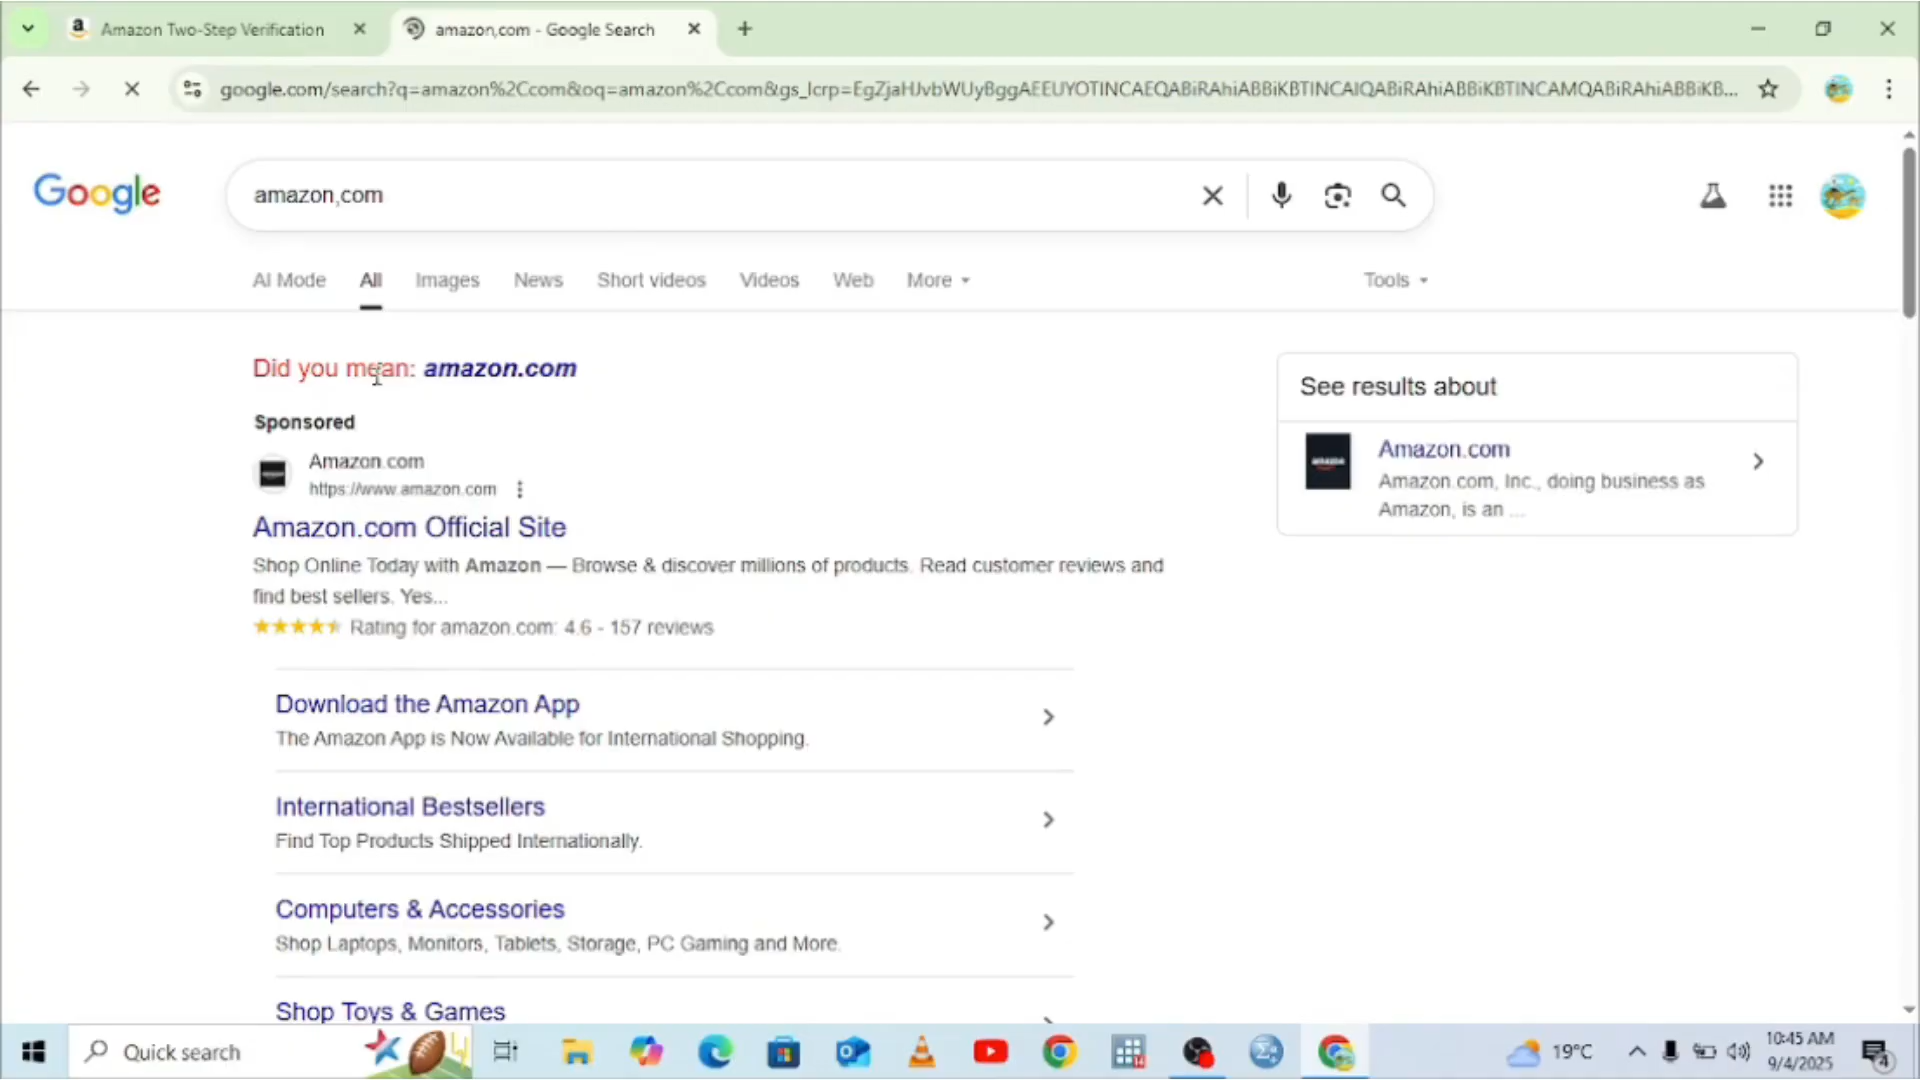 Amazon Two-Step Verification
amazon,com - Google Search
google.com/search?q=amazon%2Ccom&oq=amazon%2Ccom&gs_lcrp=EgZjaHJvbWUyBggAEEUYOTINCAEQABiRAhiABBiKBTINCAIQABiRAhiABBiKBTINCAMQABiRAhiABBiKB...
Google
amazon,com
AI Mode
All
Images
News
Short videos
Videos
Web
More
Tools
Did you mean: amazon.com
Sponsored
Amazon.com
https://www.amazon.com
Amazon.com Official Site
Shop Online Today with Amazon — Browse & discover millions of products. Read customer reviews and
find best sellers. Yes...
Rating for amazon.com: 4.6 - 157 reviews
Download the Amazon App
The Amazon App is Now Available for International Shopping.
International Bestsellers
Find Top Products Shipped Internationally.
Computers & Accessories
Shop Laptops, Monitors, Tablets, Storage, PC Gaming and More.
Shop Toys & Games
See results about
amazon
Amazon.com
Amazon.com, Inc., doing business as
Amazon, is an ...
Quick search
19°C
10:45 AM
9/4/2025
4